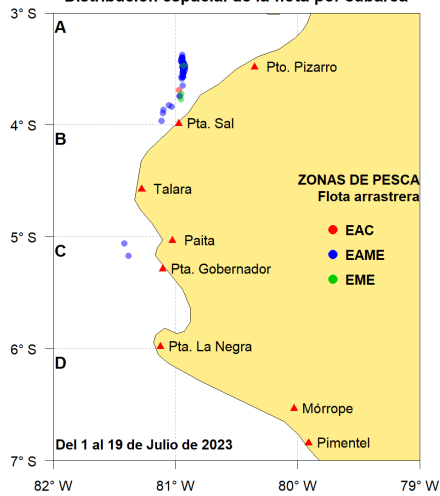 Distribución espacial de la flota por subárea
3° S
A
Pto. Pizarro
4° S
Pta. Sal
B
ZONAS DE PESCA
Talara
Flota arrastrera
EAC
5° S
Paita
C
EAME
Pta. Gobernador
EME
6° S
Pta. La Negra
D
Mórrope
Del 1 al 19 de Julio de 2023
Pimentel
7° S
82° W
81° W
80° W
79° W